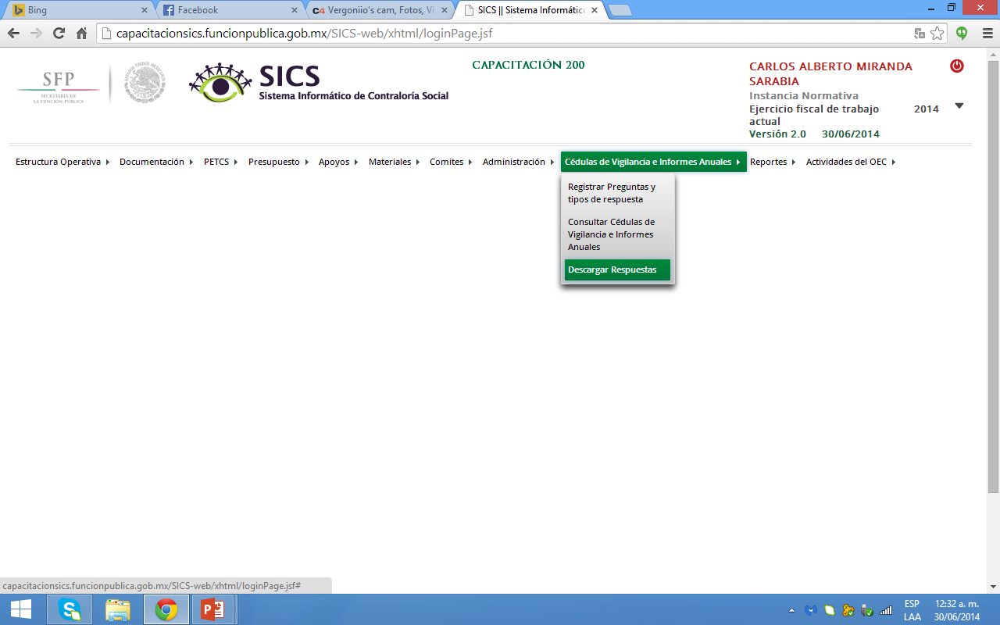 Bing
Facebook
C4 Vergoniio's cam, Fotos, Vi
SICS || Sistema Informático
capacitacionsics.funcionpublica.gob.mx/SICS-web/xhtml/loginPage.jsf
SFP
SECRETARÍA DE
LA FUNCIÓN PÚBLICA
ESTADOS UNIDOS MEXICANOS
SICS
Sistema Informático de Contraloría Social
CAPACITACIÓN 200
CARLOS ALBERTO MIRANDA
SARABIA
Instancia Normativa
Ejercicio fiscal de trabajo 2014
actual
Versión 2.0 30/06/2014
Estructura Operativa Documentación PETCS Presupuesto Apoyos Materiales Comites Administración Cédulas de Vigilancia e Informes Anuales Reportes Actividades del OEC
Registrar Preguntas y
tipos de respuesta
Consultar Cédulas de
Vigilancia e Informes
Anuales
Descargar Respuestas
capacitacionsics.funcionpublica.gob.mx/SICS-web/xhtml/loginPage.jsf#
ESP
LAA
12:32 a. m.
30/06/2014